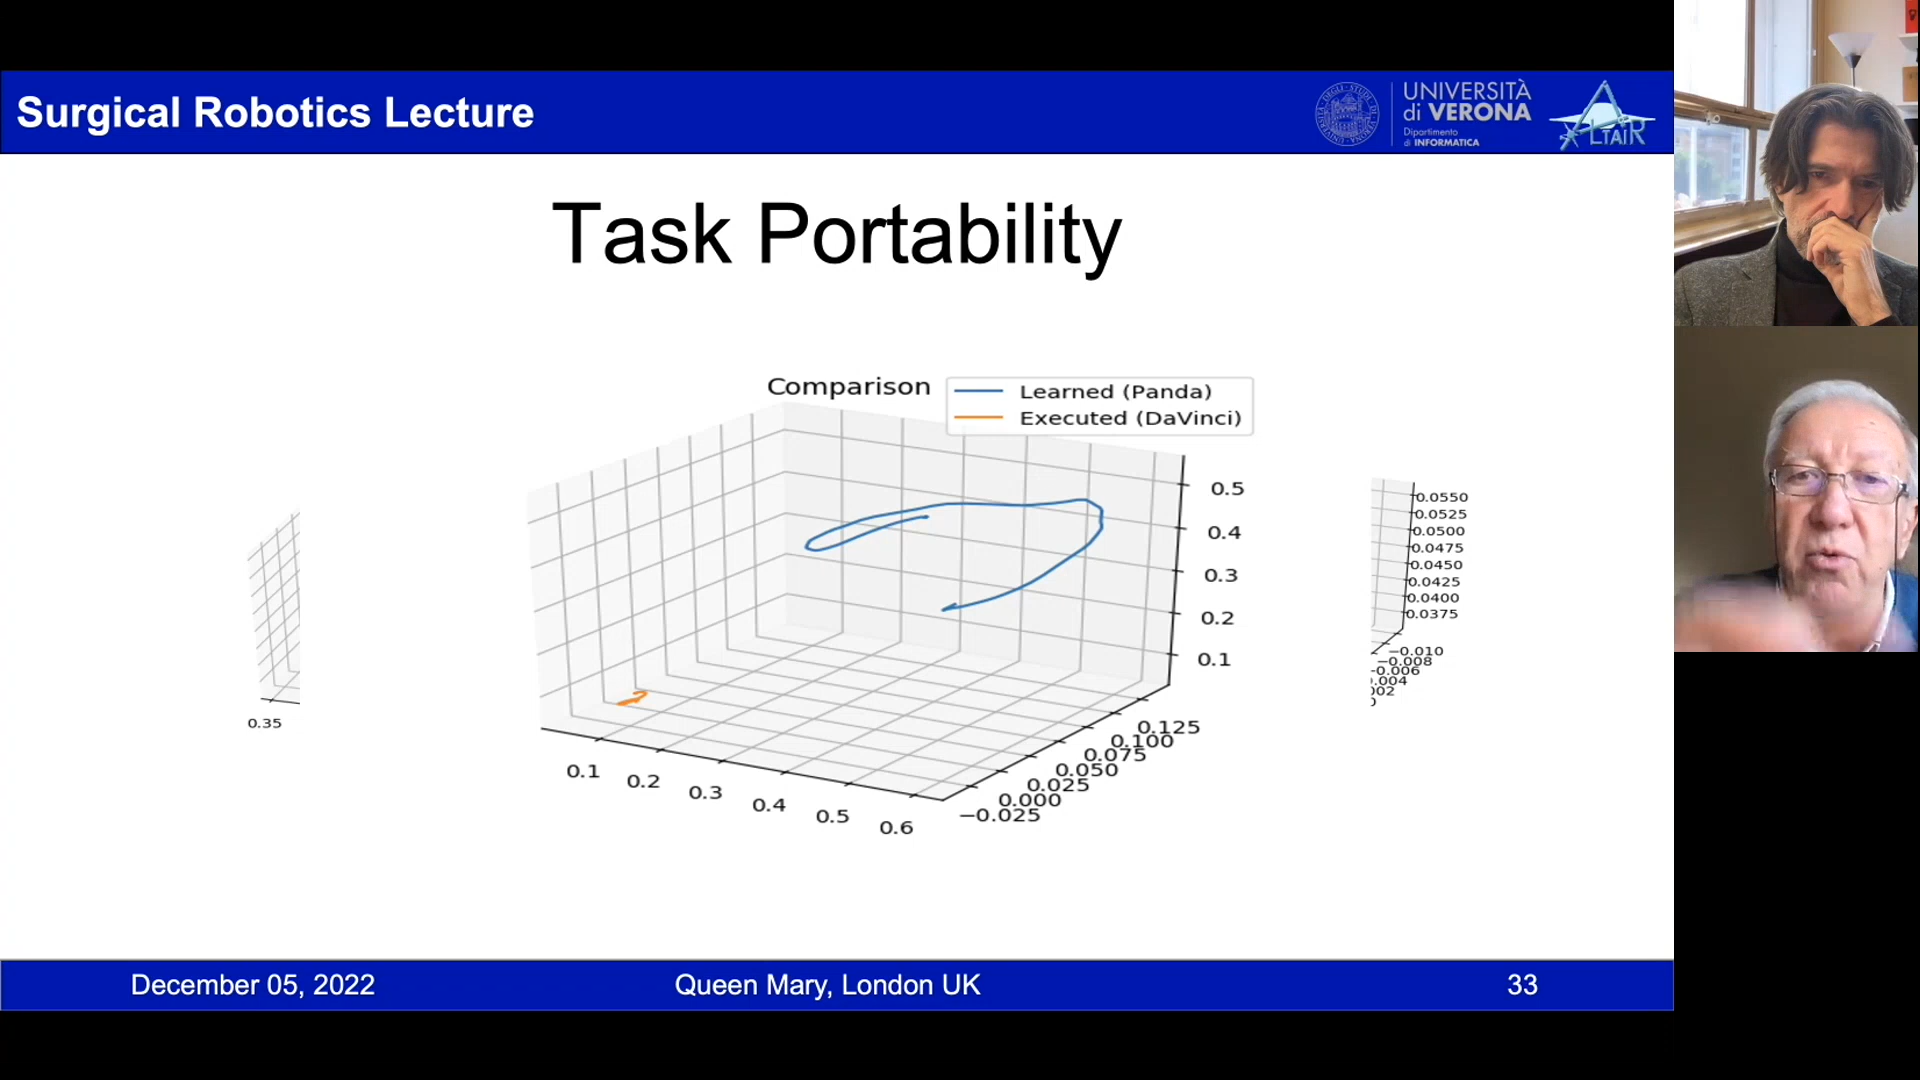 Surgical Robotics Lecture
UNIVERSITÀ
di VERONA
Dipartimento
di INFORMATICA
ALTAIR
Task Portability
Comparison
Learned (Panda)
Executed (DaVinci)
0.5
0.4
0.3
0.2
0.1
0.125
0.100
0.075
0.050
0.025
0.000
−0.025
0.1
0.2
0.3
0.4
0.5
0.6
0.35
0.0550
0.0525
0.0500
0.0475
0.0450
0.0425
0.0400
0.0375
−0.010
−0.008
-0.006
.004
002
December 05, 2022
Queen Mary, London UK
33